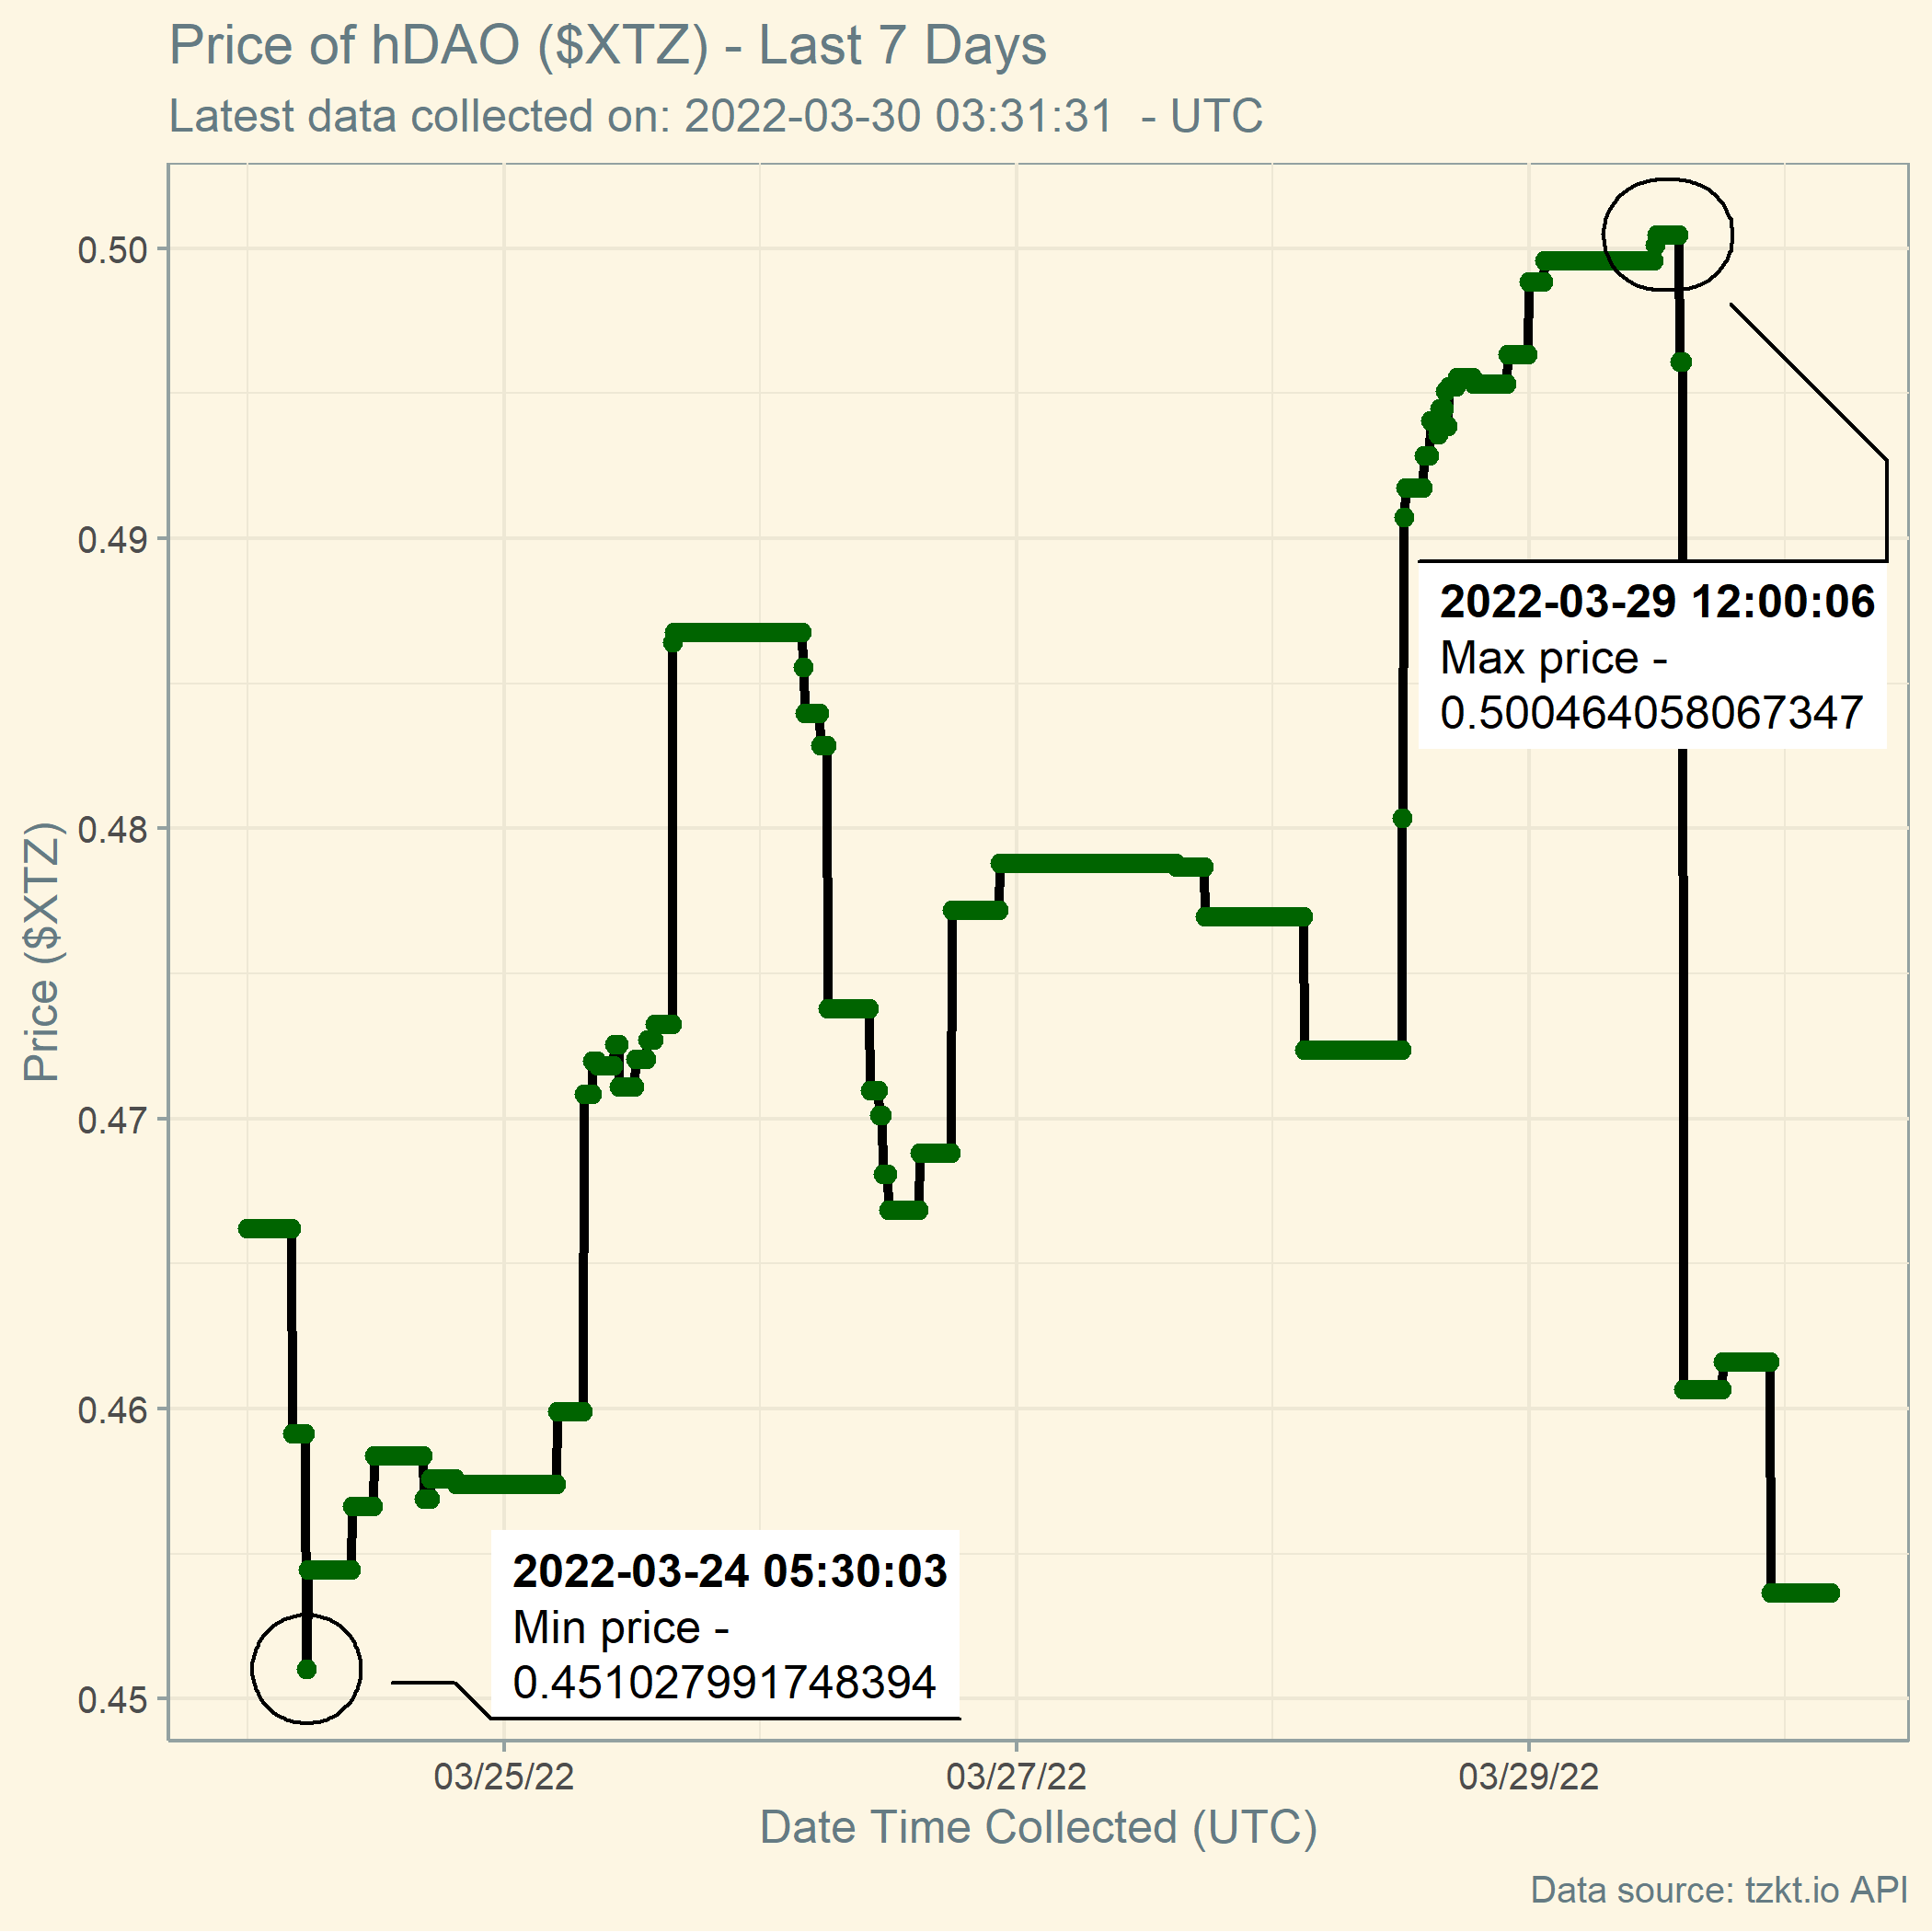 Price of hDAO ($XTZ) - Last 7 Days
Latest data collected on: 2022-03-30 03:31:31  - UTC
Price ($XTZ)
0.50
0.49
0.48
0.47
0.46
0.45
2022-03-29 12:00:06
Max price -
0.500464058067347
2022-03-24 05:30:03
Min price -
0.451027991748394
03/25/22
03/27/22
03/29/22
Date Time Collected (UTC)
Data source: tzkt.io API